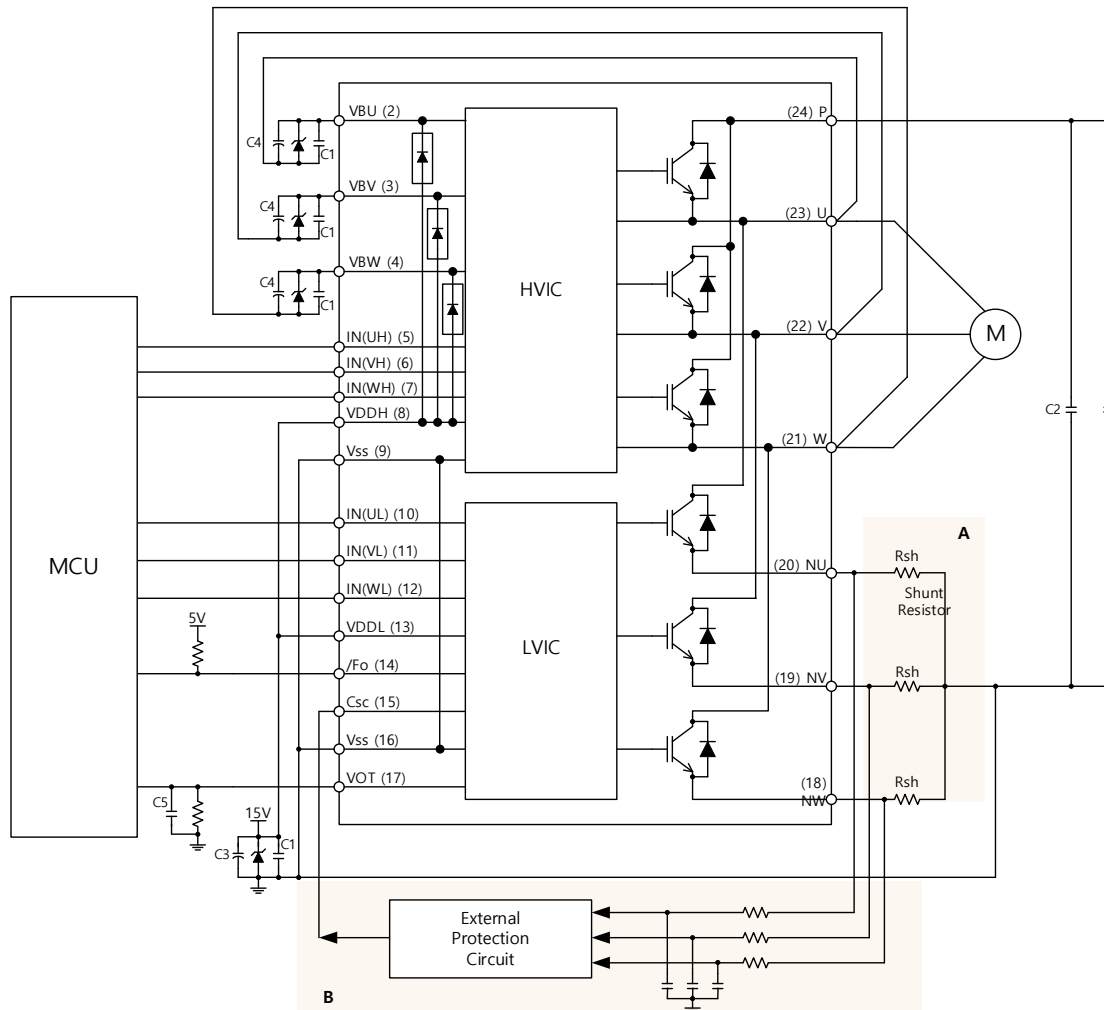 VBU (2)
C4
C1
VBV (3)
C4
C1
VBW (4)
C4
C1
IN(UH) (5)
IN(VH) (6)
IN(WH) (7)
VDDH (8)
Vss (9)
HVIC
(24) P
(23) U
(22) V
(21) W
M
C2
MCU
IN(UL) (10)
IN(VL) (11)
IN(WL) (12)
5V
VDDL (13)
/Fo (14)
Csc (15)
Vss (16)
VOT (17)
LVIC
(20) NU
(19) NV
(18)
NW
A
Rsh
Shunt
Resistor
Rsh
Rsh
C5
15V
C3
C1
External
Protection
Circuit
B